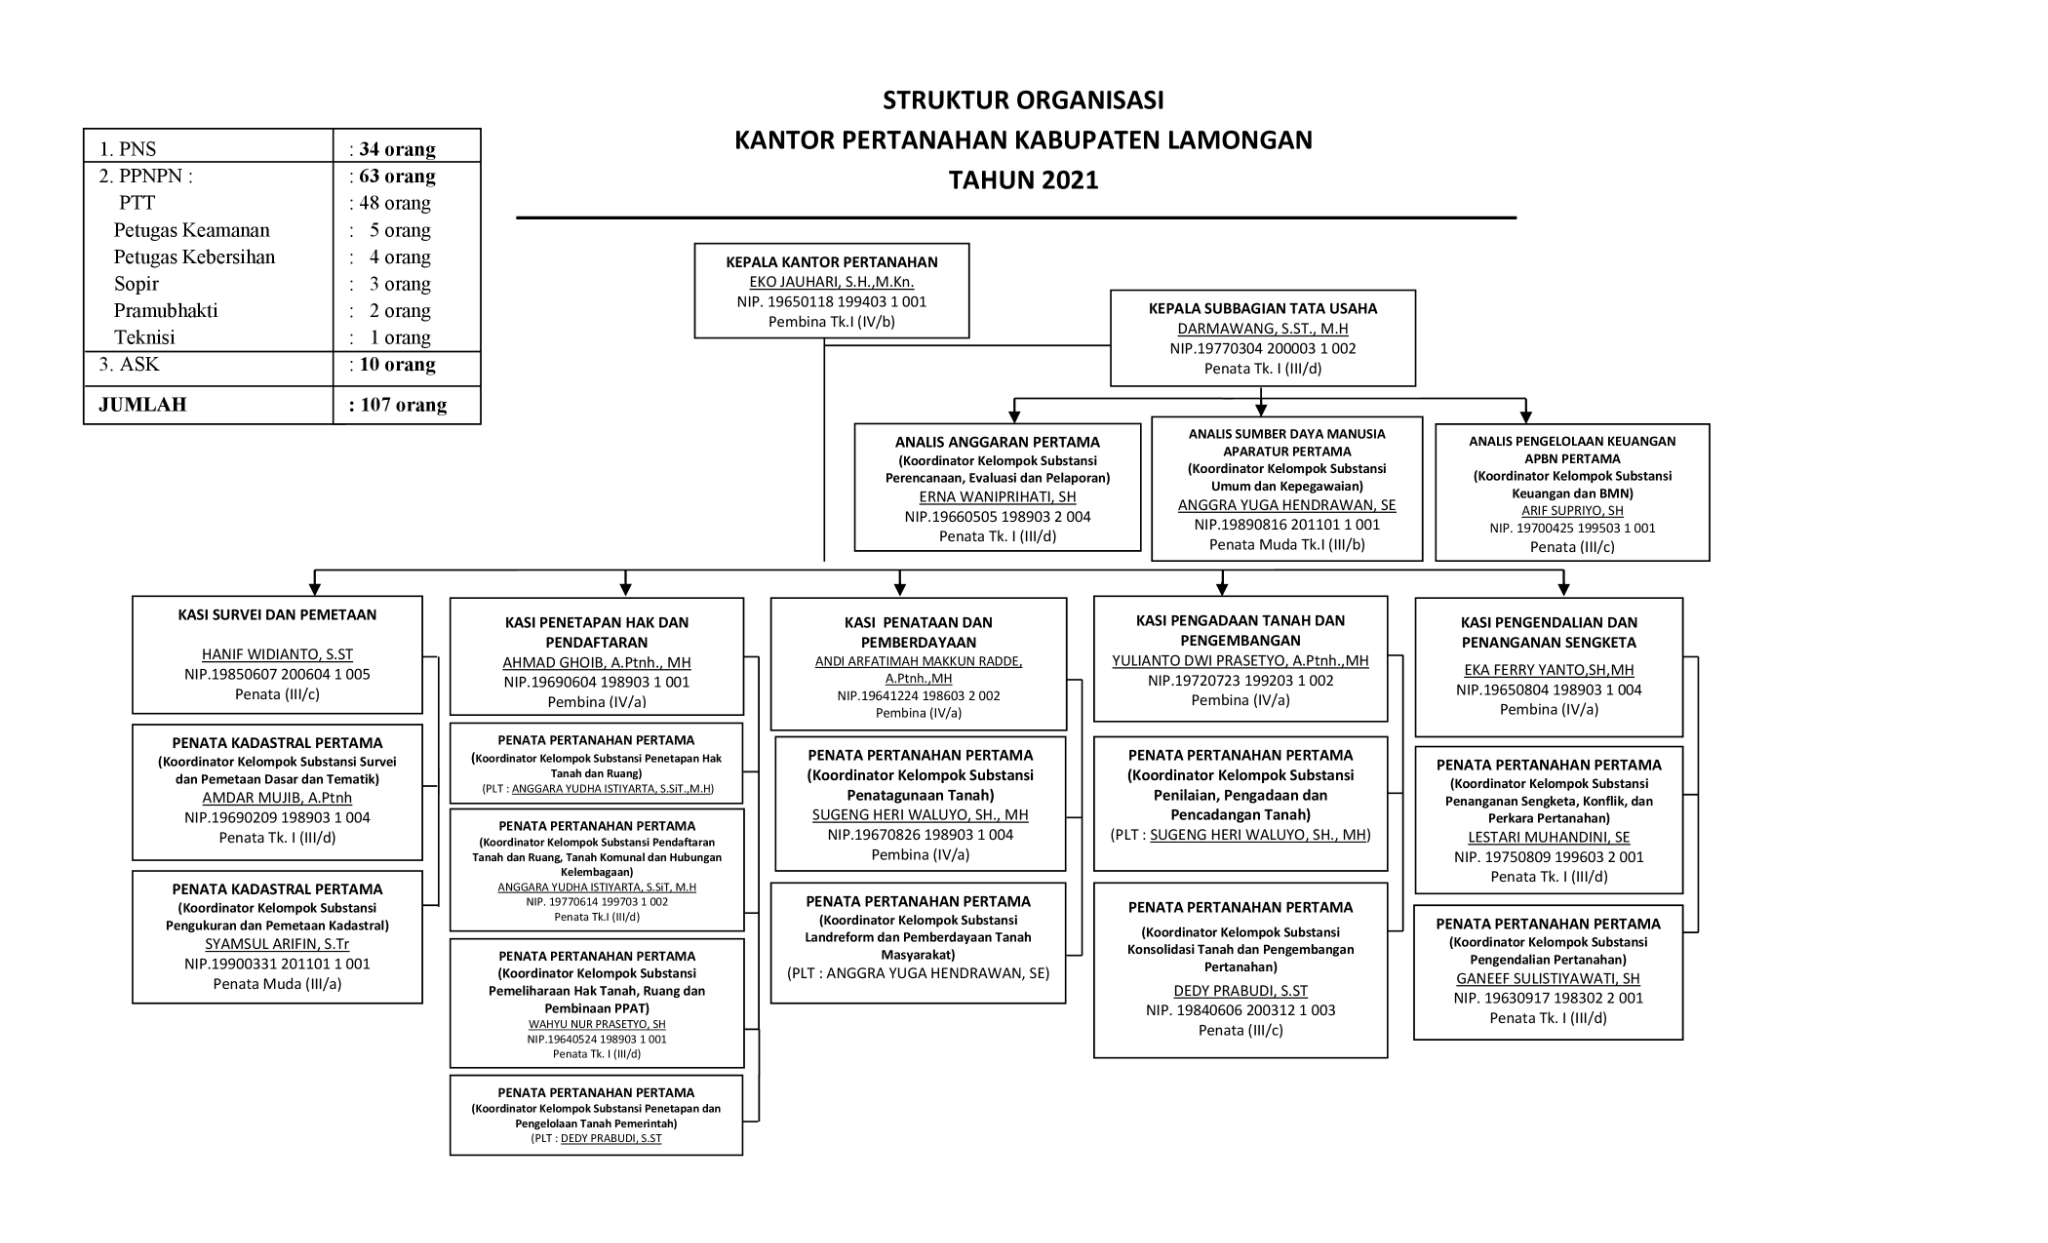 STRUKTUR ORGANISASI
KANTOR PERTANAHAN KABUPATEN LAMONGAN
TAHUN 2021
1. PNS : 34 orang
2. PPNPN : : 63 orang
PTT : 48 orang
Petugas Keamanan : 5 orang
Petugas Kebersihan : 4 orang
Sopir : 3 orang
Pramubhakti : 2 orang
Teknisi : 1 orang
3. ASK : 10 orang
JUMLAH : 107 orang
KEPALA KANTOR PERTANAHAN
EKO JAUHARI, S.H.,M.Kn.
NIP. 19650118 199403 1 001
Pembina Tk.I (IV/b)
KEPALA SUBBAGIAN TATA USAHA
DARMAWANG, S.ST., M.H
NIP.19770304 200003 1 002
Penata Tk. I (III/d)
ANALIS ANGGARAN PERTAMA
(Koordinator Kelompok Substansi
Perencanaan, Evaluasi dan Pelaporan)
ERNA WANIPRIHATI, SH
NIP.19660505 198903 2 004
Penata Tk. I (III/d)
ANALIS SUMBER DAYA MANUSIA
APARATUR PERTAMA
(Koordinator Kelompok Substansi
Umum dan Kepegawaian)
ANGGRA YUGA HENDRAWAN, SE
NIP.19890816 201101 1 001
Penata Muda Tk.I (III/b)
ANALIS PENGELOLAAN KEUANGAN
APBN PERTAMA
(Koordinator Kelompok Substansi
Keuangan dan BMN)
ARIF SUPRIYO, SH
NIP. 19700425 199503 1 001
Penata (III/c)
KASI SURVEI DAN PEMETAAN
HANIF WIDIANTO, S.ST
NIP.19850607 200604 1 005
Penata (III/c)
PENATA KADASTRAL PERTAMA
(Koordinator Kelompok Substansi Survei
dan Pemetaan Dasar dan Tematik)
AMDAR MUJIB, A.Ptnh
NIP.19690209 198903 1 004
Penata Tk. I (III/d)
PENATA KADASTRAL PERTAMA
(Koordinator Kelompok Substansi
Pengukuran dan Pemetaan Kadastral)
SYAMSUL ARIFIN, S.Tr
NIP.19900331 201101 1 001
Penata Muda (III/a)
KASI PENETAPAN HAK DAN
PENDAFTARAN
AHMAD GHOIB, A.Ptnh., MH
NIP.19690604 198903 1 001
Pembina (IV/a)
PENATA PERTANAHAN PERTAMA
(Koordinator Kelompok Substansi Penetapan Hak
Tanah dan Ruang)
(PLT : ANGGARA YUDHA ISTIYARTA, S.SiT.,M.H)
PENATA PERTANAHAN PERTAMA
(Koordinator Kelompok Substansi Pendaftaran
Tanah dan Ruang, Tanah Komunal dan Hubungan
Kelembagaan)
ANGGARA YUDHA ISTIYARTA, S.SiT, M.H
NIP. 19770614 199703 1 002
Penata Tk.I (III/d)
PENATA PERTANAHAN PERTAMA
(Koordinator Kelompok Substansi
Pemeliharaan Hak Tanah, Ruang dan
Pembinaan PPAT)
WAHYU NUR PRASETYO, SH
NIP.19640524 198903 1 001
Penata Tk. I (III/d)
PENATA PERTANAHAN PERTAMA
(Koordinator Kelompok Substansi Penetapan dan
Pengelolaan Tanah Pemerintah)
(PLT : DEDY PRABUDI, S.ST
KASI PENATAAN DAN
PEMBERDAYAAN
ANDI ARFATIMAH MAKKUN RADDE,
A.Ptnh.,MH
NIP.19641224 198603 2 002
Pembina (IV/a)
PENATA PERTANAHAN PERTAMA
(Koordinator Kelompok Substansi
Penatagunaan Tanah)
SUGENG HERI WALUYO, SH., MH
NIP.19670826 198903 1 004
Pembina (IV/a)
PENATA PERTANAHAN PERTAMA
(Koordinator Kelompok Substansi
Landreform dan Pemberdayaan Tanah
Masyarakat)
(PLT : ANGGRA YUGA HENDRAWAN, SE)
KASI PENGADAAN TANAH DAN
PENGEMBANGAN
YULIANTO DWI PRASETYO, A.Ptnh.,MH
NIP.19720723 199203 1 002
Pembina (IV/a)
PENATA PERTANAHAN PERTAMA
(Koordinator Kelompok Substansi
Penilaian, Pengadaan dan
Pencadangan Tanah)
(PLT : SUGENG HERI WALUYO, SH., MH)
PENATA PERTANAHAN PERTAMA
(Koordinator Kelompok Substansi
Konsolidasi Tanah dan Pengembangan
Pertanahan)
DEDY PRABUDI, S.ST
NIP. 19840606 200312 1 003
Penata (III/c)
KASI PENGENDALIAN DAN
PENANGANAN SENGKETA
EKA FERRY YANTO,SH,MH
NIP.19650804 198903 1 004
Pembina (IV/a)
PENATA PERTANAHAN PERTAMA
(Koordinator Kelompok Substansi
Penanganan Sengketa, Konflik, dan
Perkara Pertanahan)
LESTARI MUHANDINI, SE
NIP. 19750809 199603 2 001
Penata Tk. I (III/d)
PENATA PERTANAHAN PERTAMA
(Koordinator Kelompok Substansi
Pengendalian Pertanahan)
GANEEF SULISTIYAWATI, SH
NIP. 19630917 198302 2 001
Penata Tk. I (III/d)